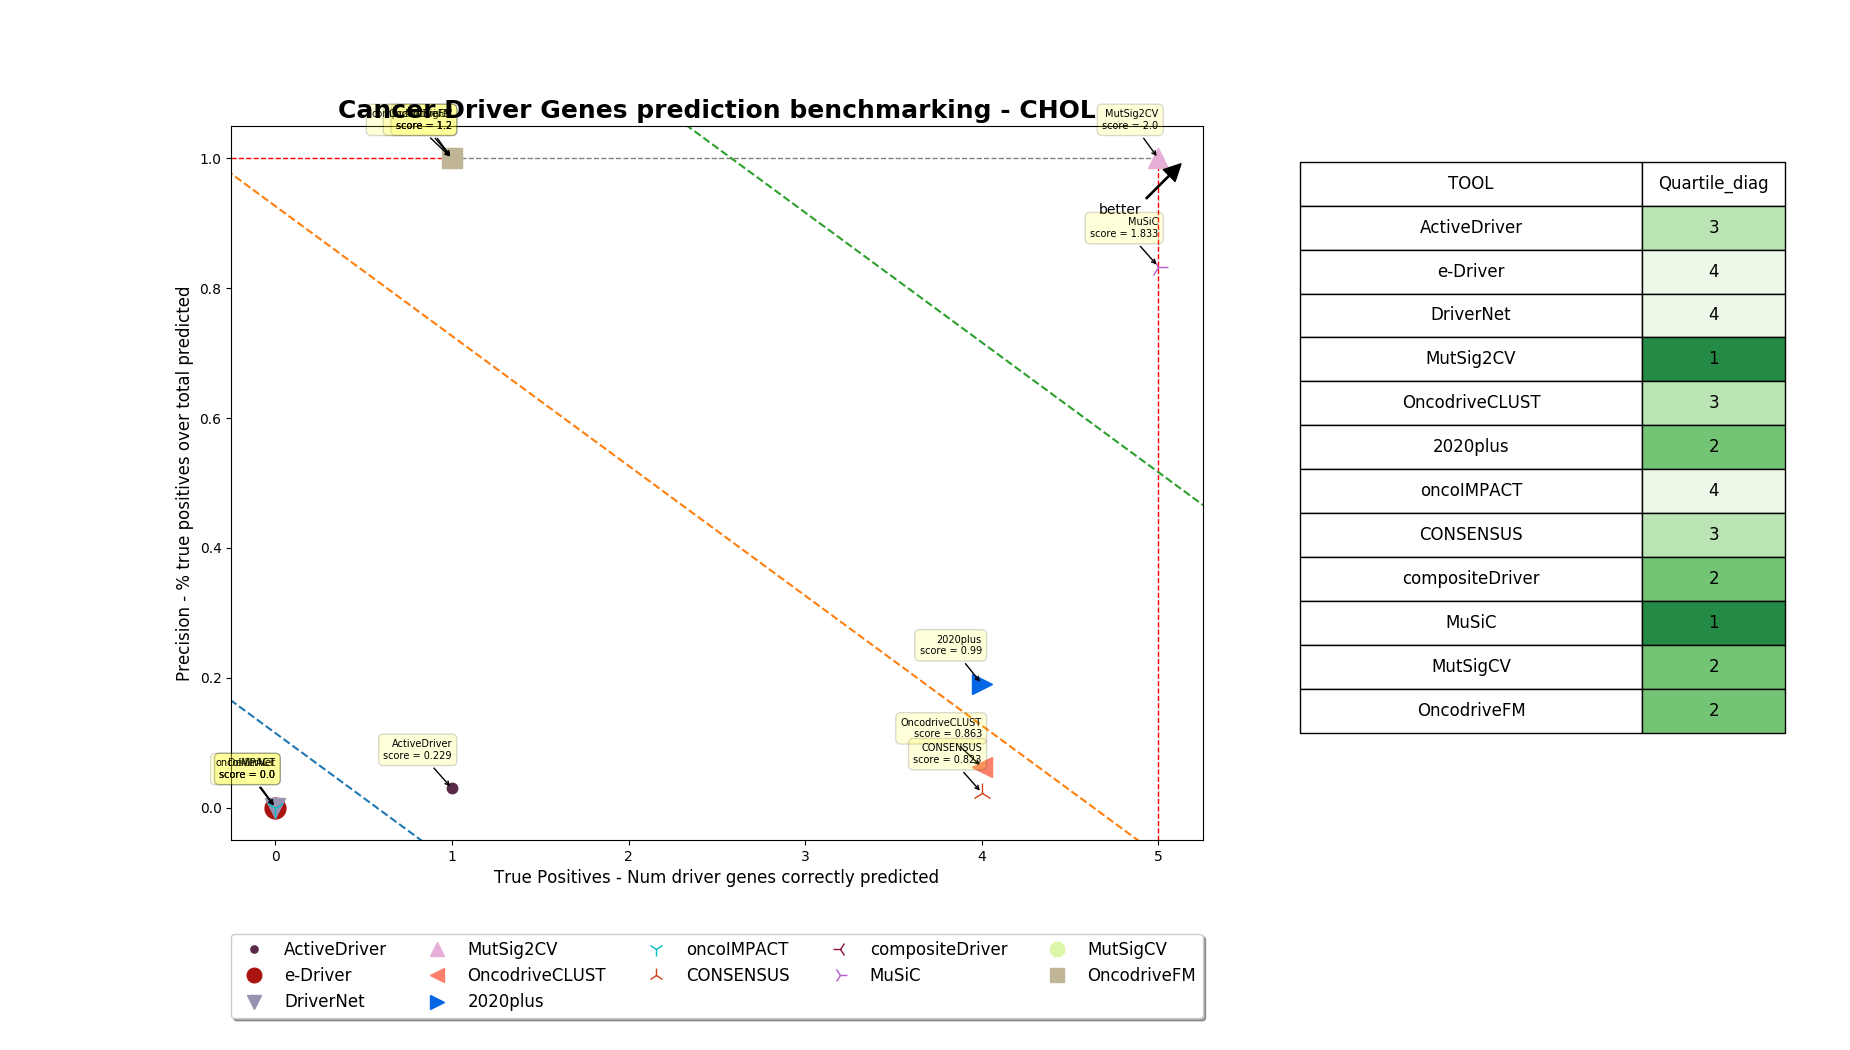 Cancer Driver Genes prediction benchmarking - CHOL
score = 1.2
MutSig2CV
score = 2.0
better
MuSiC
score = 1.833
2020plus
score = 0.99
OncodriveCLUST
score = 0.863
CONSENSUS
score = 0.823
ActiveDriver
score = 0.229
score = 0.0
1.0
0.8
0.6
0.4
0.2
0.0
Precision - % true positives over total predicted
0 1 2 3 4 5
True Positives - Num driver genes correctly predicted
ActiveDriver
e-Driver
DriverNet
MutSig2CV
OncodriveCLUST
2020plus
oncoIMPACT
CONSENSUS
compositeDriver
MuSiC
MutSigCV
OncodriveFM
TOOL Quartile_diag
ActiveDriver 3
e-Driver 4
DriverNet 4
MutSig2CV 1
OncodriveCLUST 3
2020plus 2
oncoIMPACT 4
CONSENSUS 3
compositeDriver 2
MuSiC 1
MutSigCV 2
OncodriveFM 2